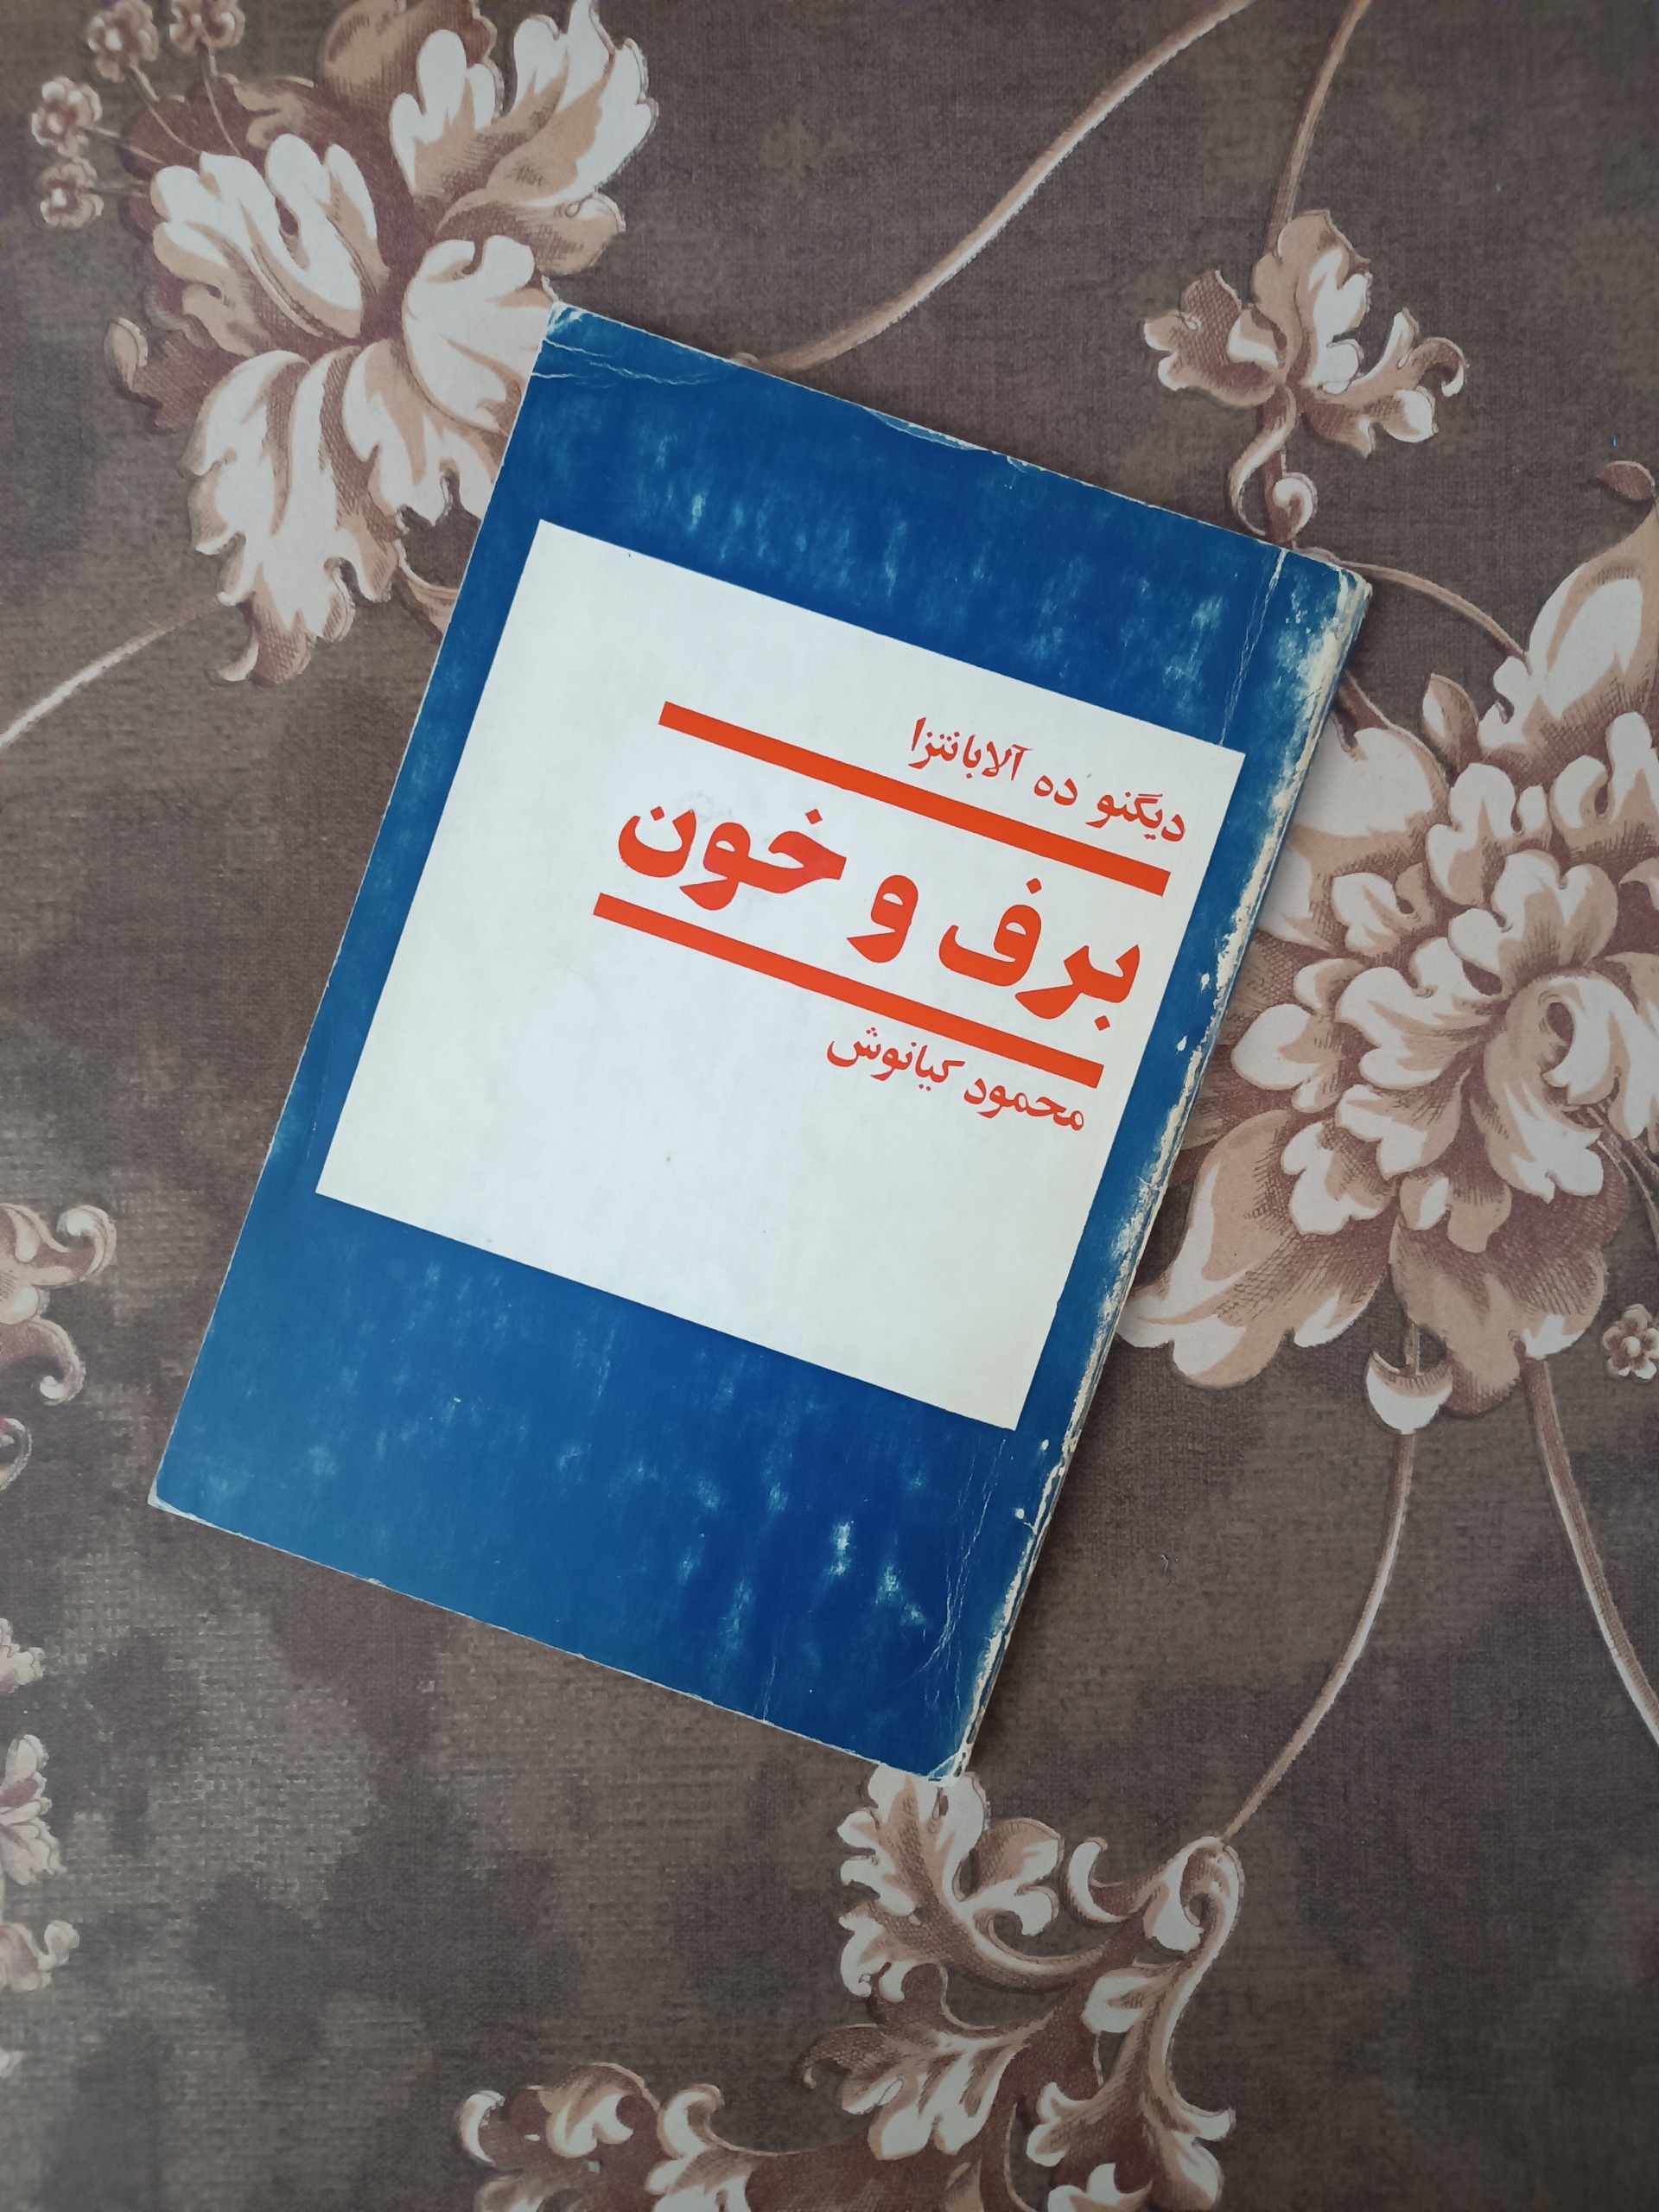 دیگنو ده آلابانتزا
برف و خون
محمود کیانوش